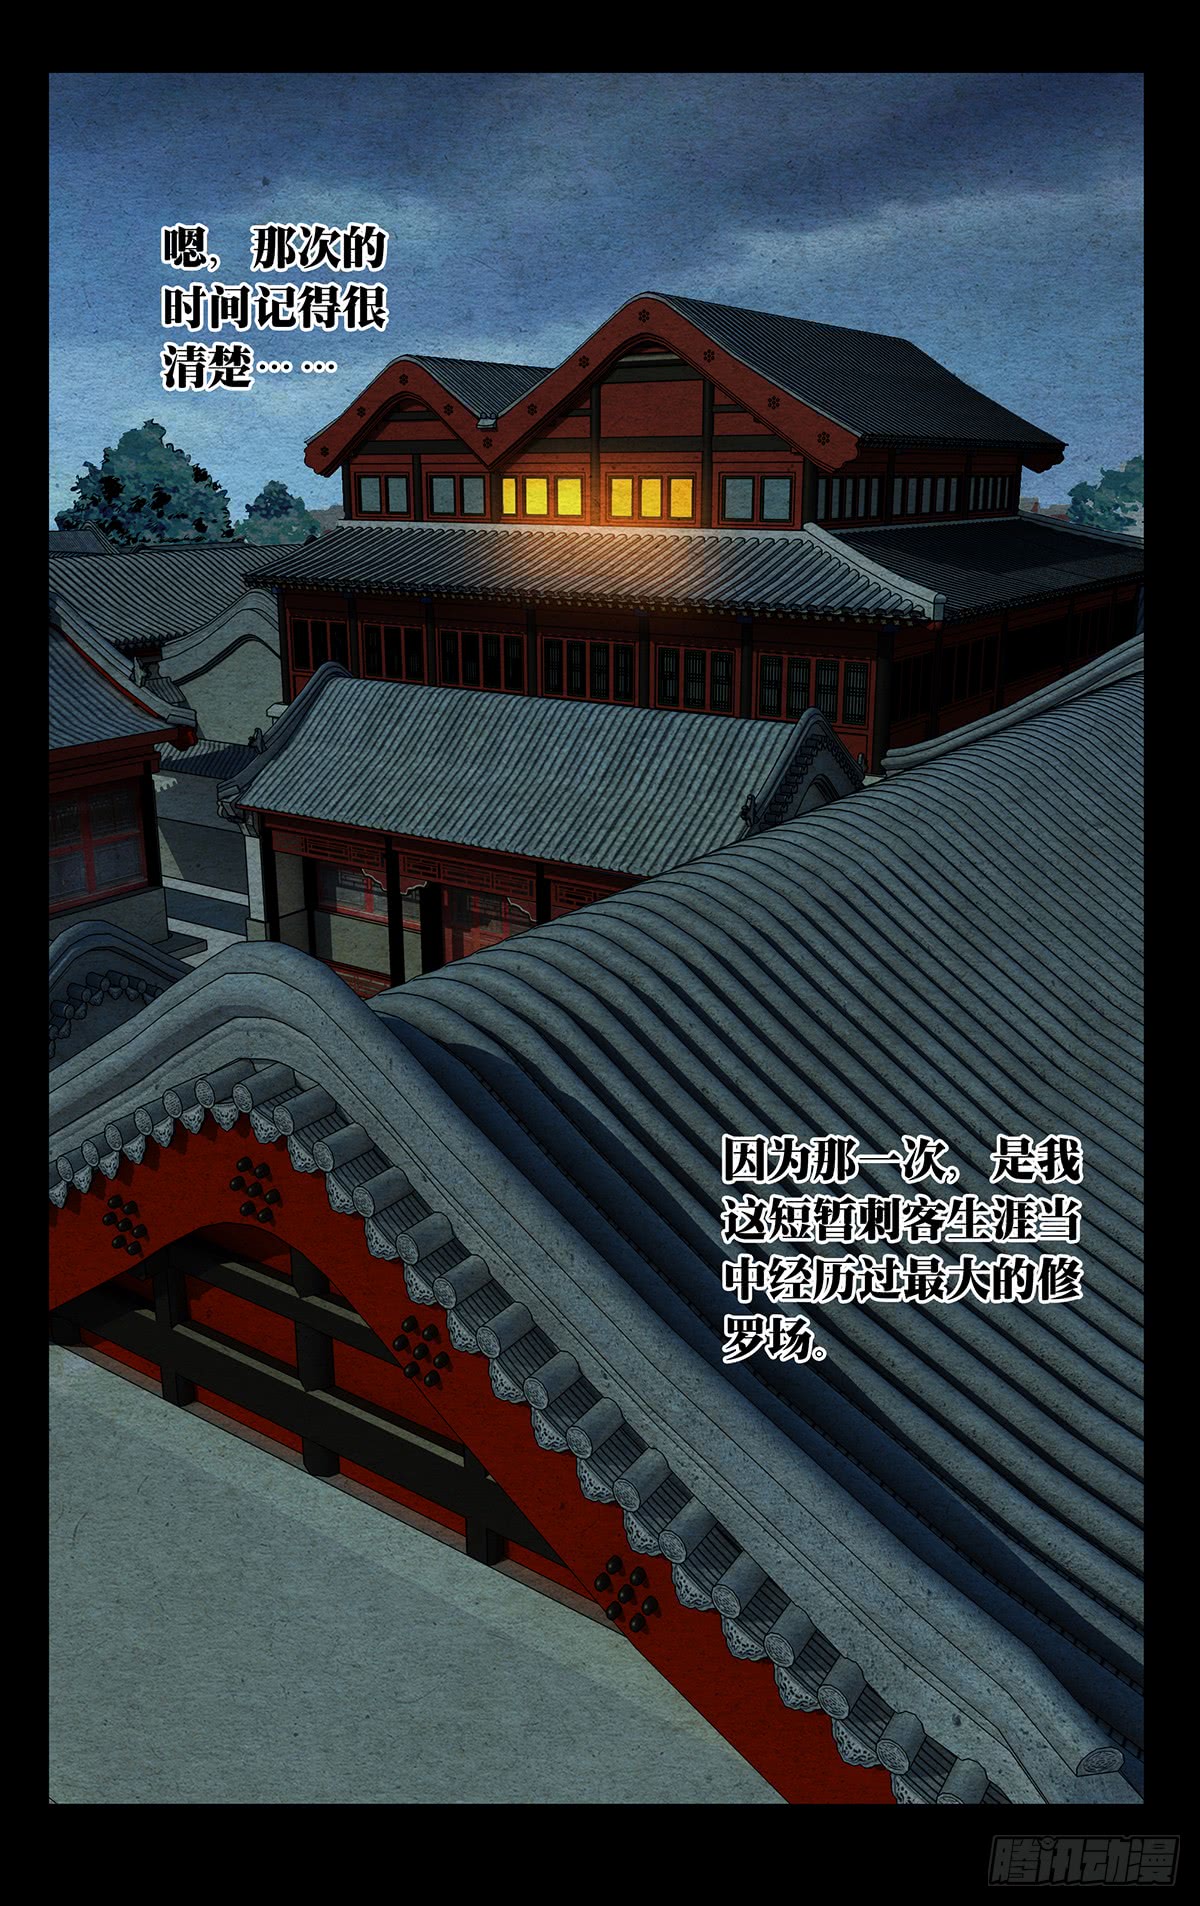 嗯，那次的
时间记得很
清楚……
因为那一次，是我
这短暂刺客生涯当
中经历过最大的修
罗场。
腾讯动漫